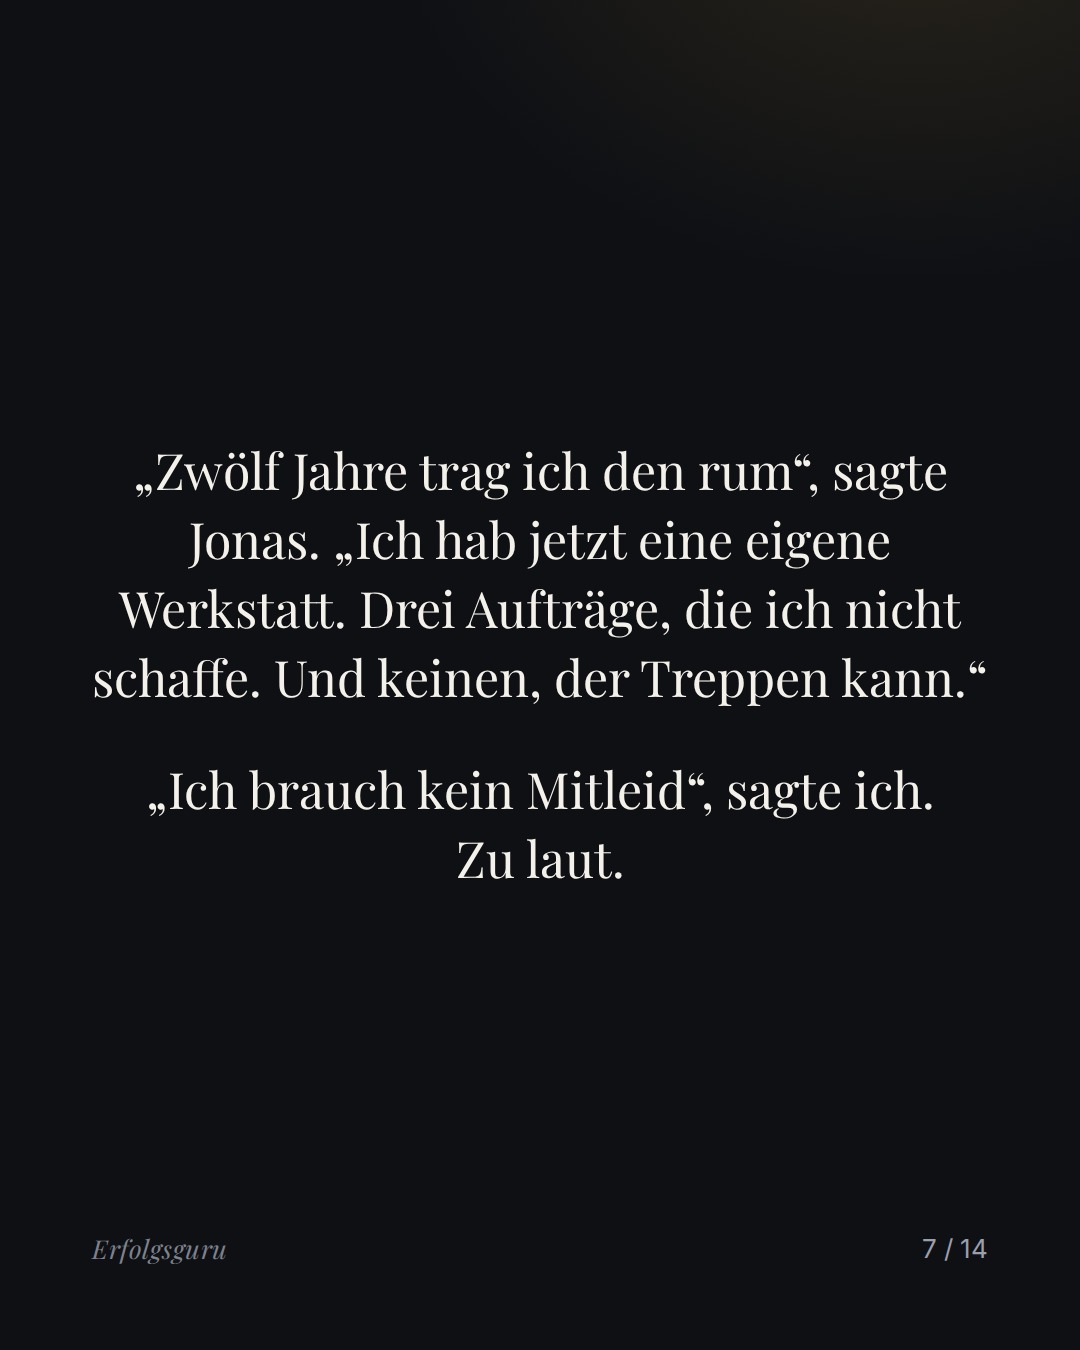 „Zwölf Jahre trag ich den rum“, sagte
Jonas. „Ich hab jetzt eine eigene
Werkstatt. Drei Aufträge, die ich nicht
schaffe. Und keinen, der Treppen kann.“
„Ich brauch kein Mitleid“, sagte ich.
Zu laut.
Erfolgsguru
7 / 14